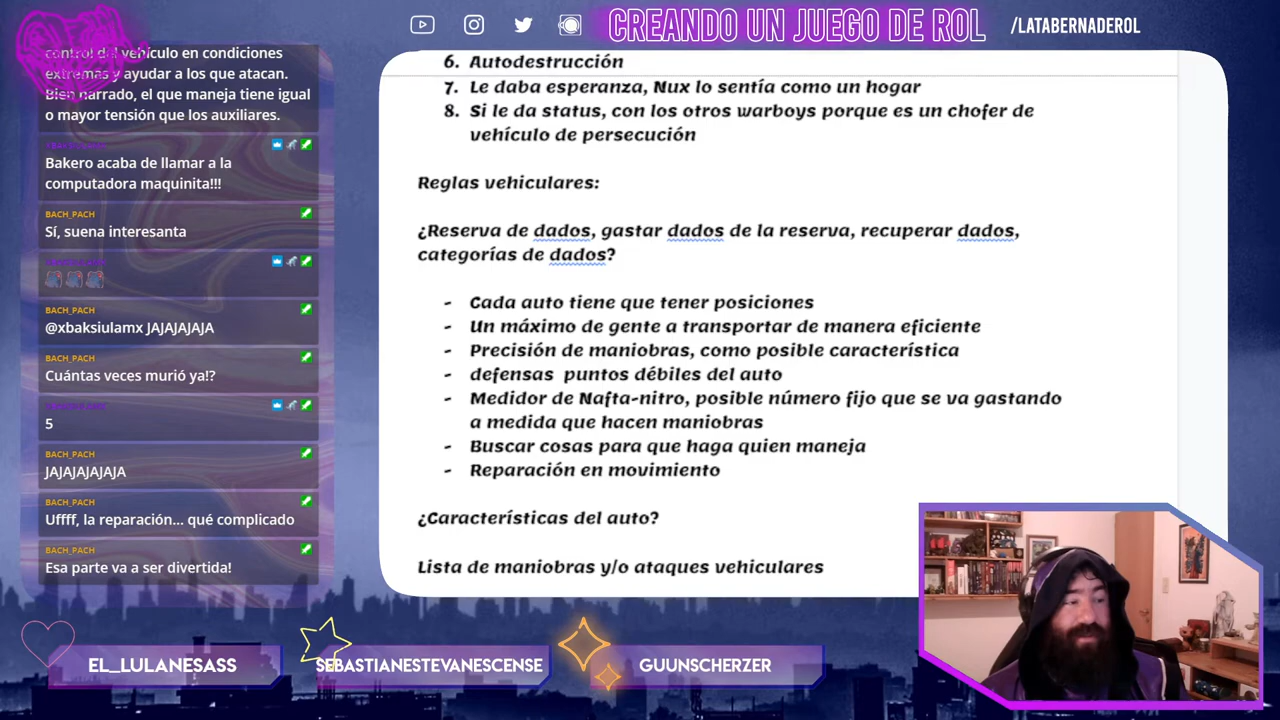 CREANDO UN JUEGO DE ROL
/LATABERNADEROL
control del vehículo en condiciones
extremas y ayudar a los que atacan.
Bien narrado, el que maneja tiene igual
o mayor tensión que los auxiliares.
Bakero acaba de llamar a la
computadora maquinita!!!
BACH_PACH
Sí, suena interesanta
BACH_PACH
@xbaksiulamx JAJAJAJAJA
BACH_PACH
Cuántas veces murió ya!?
5
BACH_PACH
JAJAJAJAJAJA
BACH_PACH
Uffff, la reparación... qué complicado
BACH_PACH
Esa parte va a ser divertida!
6. Autodestrucción
7. Le daba esperanza, Nux lo sentía como un hogar
8. Si le da status, con los otros warboys porque es un chofer de
vehículo de persecución
Reglas vehiculares:
¿Reserva de dados, gastar dados de la reserva, recuperar dados,
categorías de dados?
- Cada auto tiene que tener posiciones
- Un máximo de gente a transportar de manera eficiente
- Precisión de maniobras, como posible característica
- defensas puntos débiles del auto
- Medidor de Nafta-nitro, posible número fijo que se va gastando
a medida que hacen maniobras
- Buscar cosas para que haga quien maneja
- Reparación en movimiento
¿Características del auto?
Lista de maniobras y/o ataques vehiculares
EL_LULANESASS
SEBASTIANESTEVANESCENSE
GUUNSCHERZER